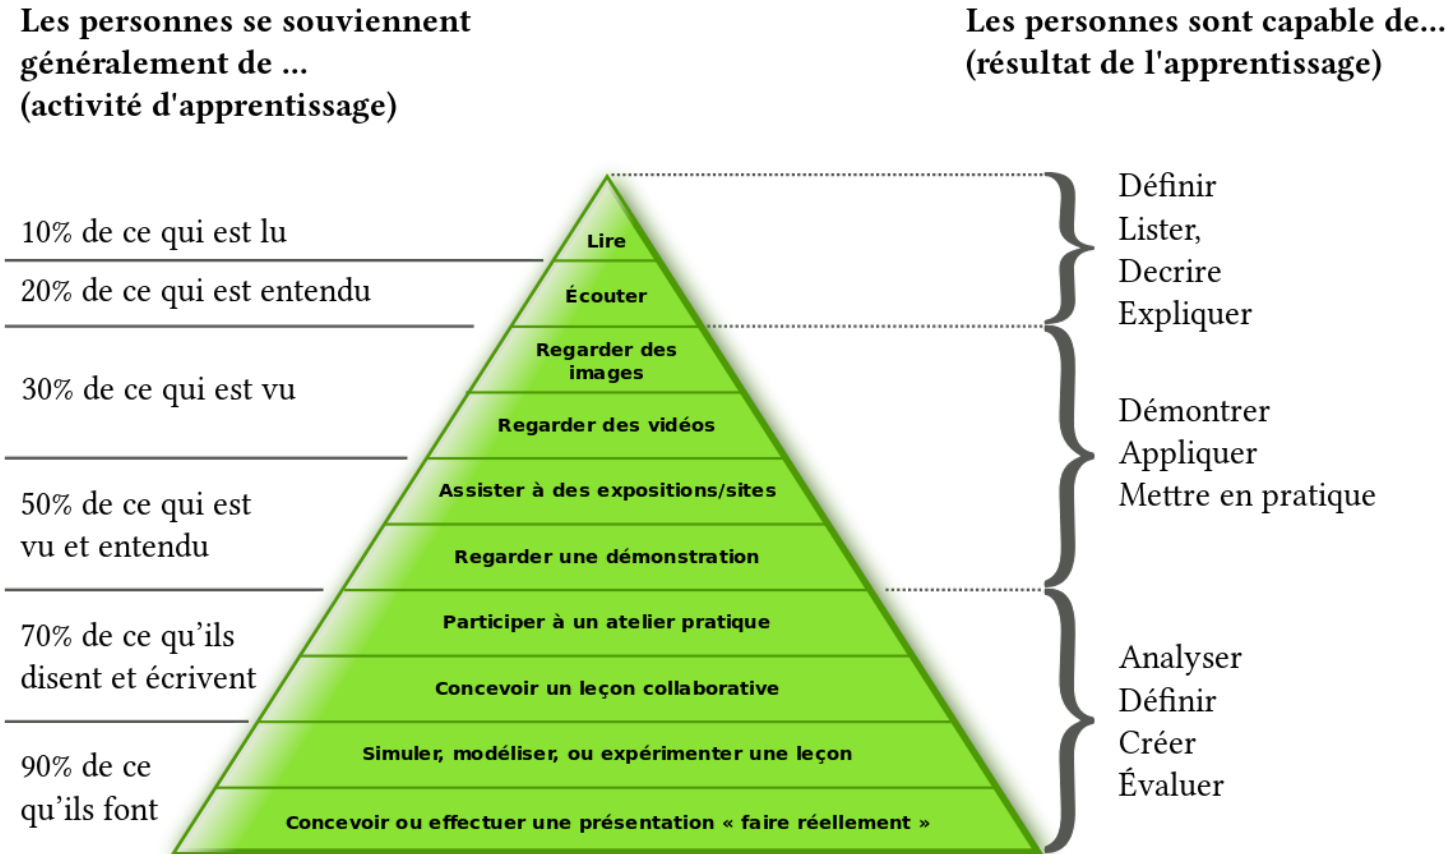 Les personnes se souviennent
généralement de ...
(activité d'apprentissage)
Les personnes sont capable de...
(résultat de l'apprentissage)
10% de ce qui est lu
20% de ce qui est entendu
30% de ce qui est vu
50% de ce qui est
vu et entendu
70% de ce qu’ils
disent et écrivent
90% de ce
qu’ils font
Lire
Écouter
Regarder des
images
Regarder des vidéos
Assister à des expositions/sites
Regarder une démonstration
Participer à un atelier pratique
Concevoir un leçon collaborative
Simuler, modéliser, ou expérimenter une leçon
Concevoir ou effectuer une présentation « faire réellement »
Définir
Lister,
Decrire
Expliquer
Démontrer
Appliquer
Mettre en pratique
Analyser
Définir
Créer
Évaluer